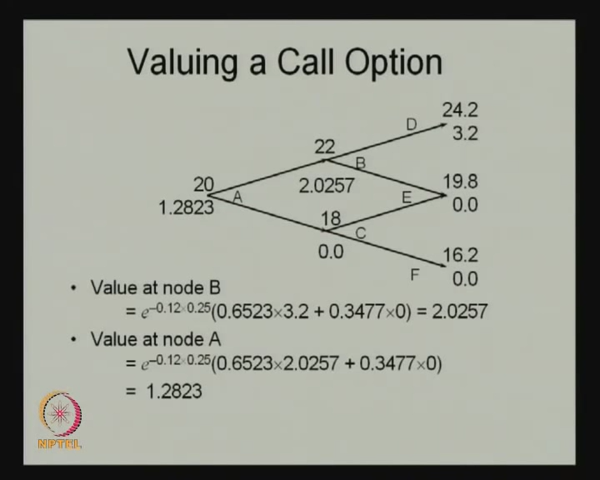 Valuing a Call Option
24.2
D
3.2
22
B
20
2.0257
19.8
A
E
1.2823
18
0.0
C
0.0
16.2
F
0.0
• Value at node B
= e–0.12×0.25(0.6523×3.2 + 0.3477×0) = 2.0257
• Value at node A
= e–0.12×0.25(0.6523×2.0257 + 0.3477×0)
= 1.2823
NPTEL